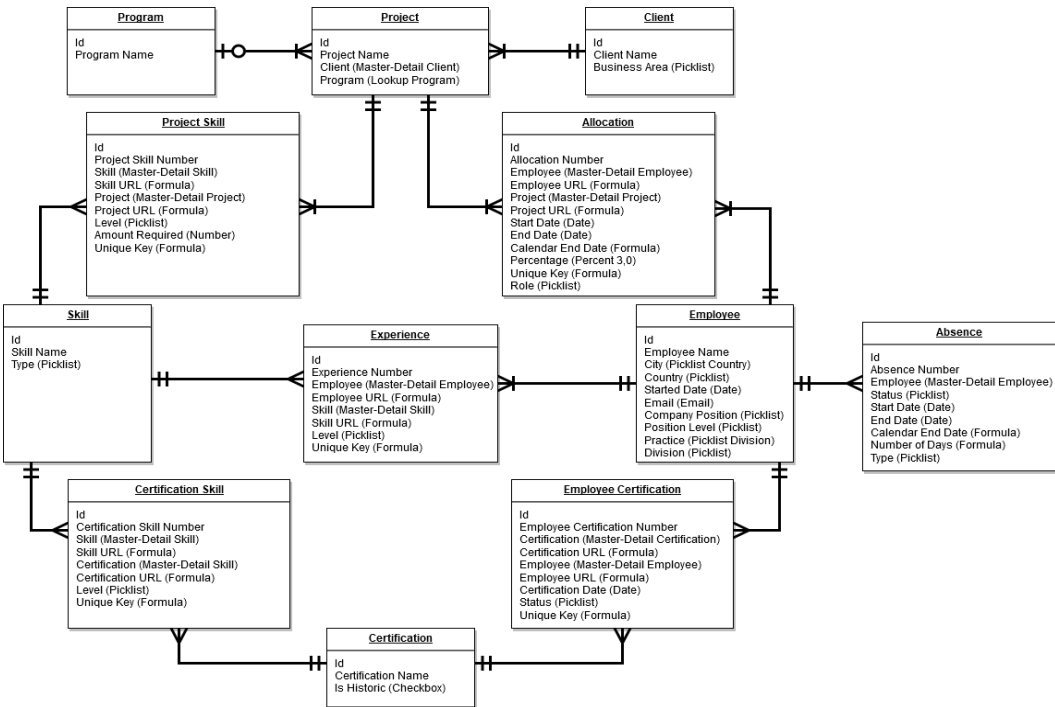 Program
Id
Program Name
Project
Id
Project Name
Client (Master-Detail Client)
Program (Lookup Program)
Client
Id
Client Name
Business Area (Picklist)
Project Skill
Id
Project Skill Number
Skill (Master-Detail Skill)
Skill URL (Formula)
Project (Master-Detail Project)
Project URL (Formula)
Level (Picklist)
Amount Required (Number)
Unique Key (Formula)
Allocation
Id
Allocation Number
Employee (Master-Detail Employee)
Employee URL (Formula)
Project (Master-Detail Project)
Project URL (Formula)
Start Date (Date)
End Date (Date)
Calendar End Date (Formula)
Percentage (Percent 3,0)
Unique Key (Formula)
Role (Picklist)
Skill
Id
Skill Name
Type (Picklist)
Experience
Id
Experience Number
Employee (Master-Detail Employee)
Employee URL (Formula)
Skill (Master-Detail Skill)
Skill URL (Formula)
Level (Picklist)
Unique Key (Formula)
Employee
Id
Employee Name
City (Picklist Country)
Country (Picklist)
Started Date (Date)
Email (Email)
Company Position (Picklist)
Position Level (Picklist)
Practice (Picklist Division)
Division (Picklist)
Absence
Id
Absence Number
Employee (Master-Detail Employee)
Status (Picklist)
Start Date (Date)
End Date (Date)
Calendar End Date (Formula)
Number of Days (Formula)
Type (Picklist)
Certification Skill
Id
Certification Skill Number
Skill (Master-Detail Skill)
Skill URL (Formula)
Certification (Master-Detail Skill)
Certification URL (Formula)
Level (Picklist)
Unique Key (Formula)
Employee Certification
Id
Employee Certification Number
Certification (Master-Detail Certification)
Certification URL (Formula)
Employee (Master-Detail Employee)
Employee URL (Formula)
Certification Date (Date)
Status (Picklist)
Unique Key (Formula)
Certification
Id
Certification Name
Is Historic (Checkbox)